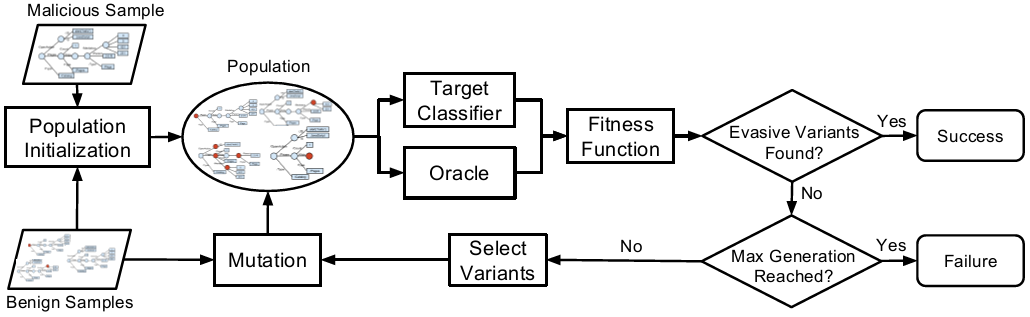 Malicious Sample
Population
Initialization
Population
Target
Classifier
Oracle
Fitness
Function
Evasive Variants
Found?
Yes
Success
No
Max Generation
Reached?
Yes
Failure
No
Select
Variants
Mutation
Benign Samples